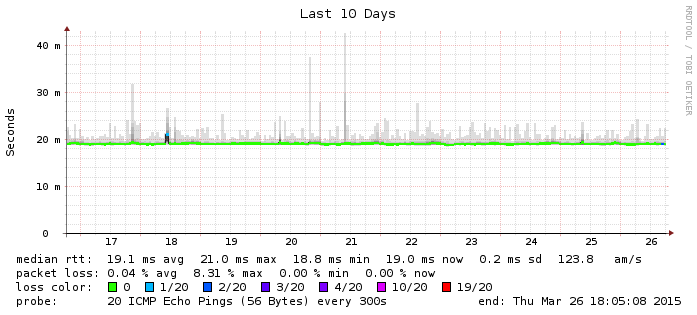 Last 10 Days
RRDTOOL / TOBI OETIKER
Seconds
40 m
30 m
20 m
10 m
0
17 18 19 20 21 22 23 24 25 26
median rtt: 19.1 ms avg 21.0 ms max 18.8 ms min 19.0 ms now 0.2 ms sd 123.8 am/s
packet loss: 0.04 % avg 8.31 % max 0.00 % min 0.00 % now
loss color: 0 1/20 2/20 3/20 4/20 10/20 19/20
probe: 20 ICMP Echo Pings (56 Bytes) every 300s end: Thu Mar 26 18:05:08 2015